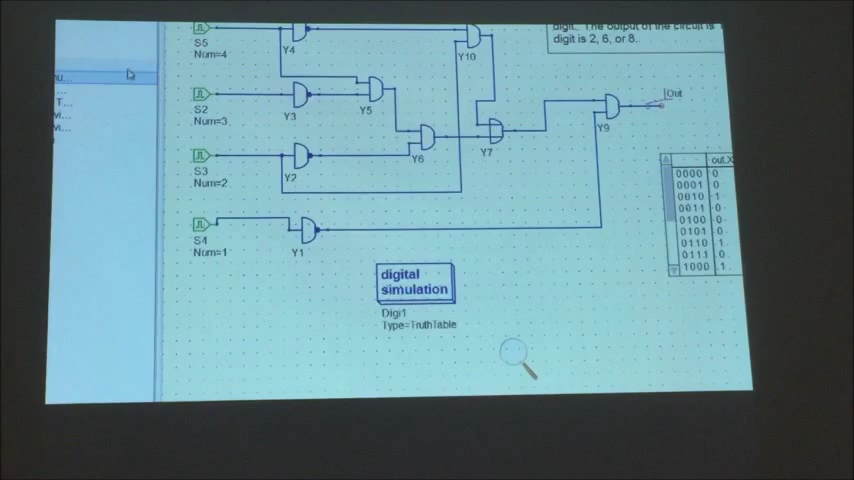 digit. The output of the circuit is
digit is 2, 6, or 8..
S5
Num=4
Y4
Y10
S2
Num=3
Y3
Y5
Out
Y9
Y6
Y7
S3
Num=2
Y2
out.X
0000 0
0001 0
0010 1
0011 0
0100 0
0101 0
0110 1
0111 0
1000 1
S4
Num=1
Y1
digital
simulation
Digi1
Type=TruthTable